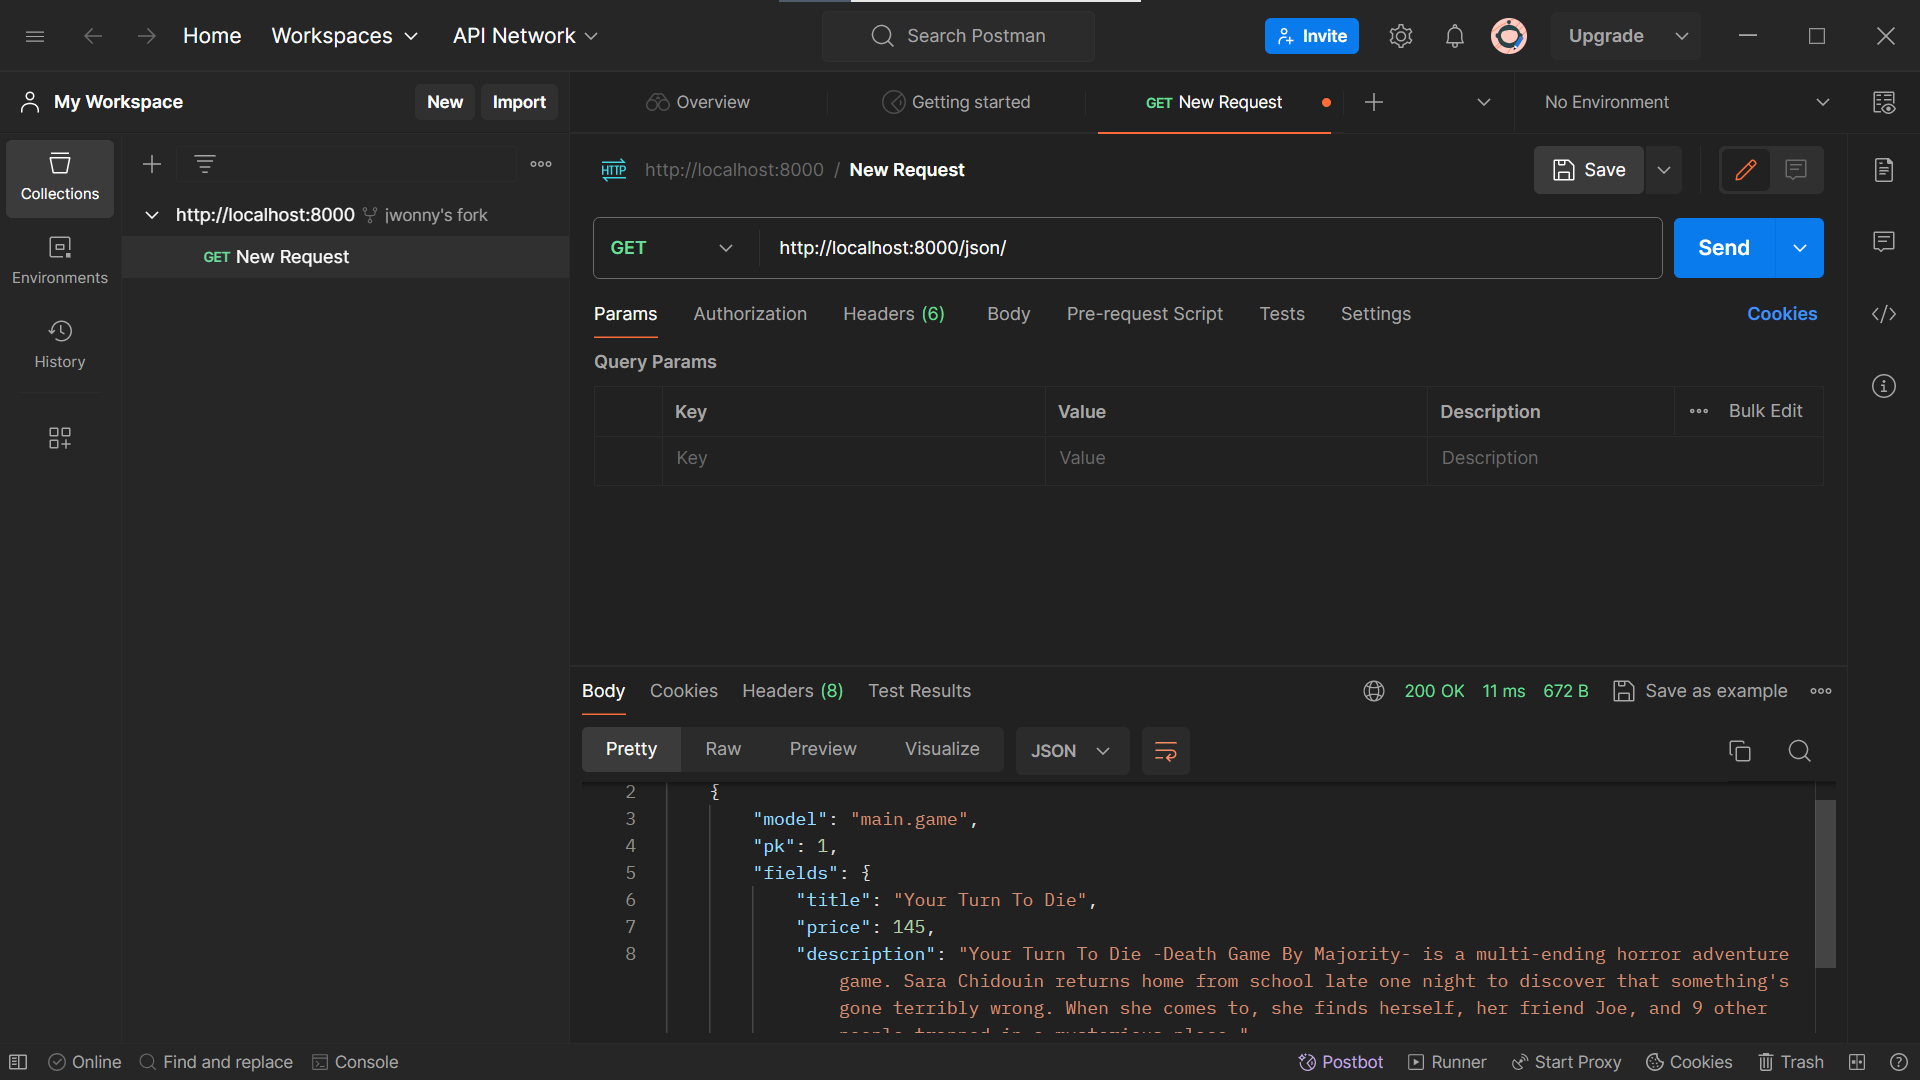 Home
Workspaces
API Network
Search Postman
Invite
Upgrade
My Workspace
New
Import
Overview
Getting started
GET New Request
No Environment
Collections
Environments
History
http://localhost:8000 jwonny's fork
GET New Request
HTTP http://localhost:8000 / New Request
Save
GET http://localhost:8000/json/
Send
Params Authorization Headers (6) Body Pre-request Script Tests Settings Cookies
Query Params
Key Value Description Bulk Edit
Key Value Description
Body Cookies Headers (8) Test Results 200 OK 11 ms 672 B Save as example
Pretty Raw Preview Visualize JSON
2 {
3 "model": "main.game",
4 "pk": 1,
5 "fields": {
6 "title": "Your Turn To Die",
7 "price": 145,
8 "description": "Your Turn To Die -Death Game By Majority- is a multi-ending horror adventure
game. Sara Chidouin returns home from school late one night to discover that something's
gone terribly wrong. When she comes to, she finds herself, her friend Joe, and 9 other
people trapped in a mysterious place."
Online Find and replace Console Postbot Runner Start Proxy Cookies Trash